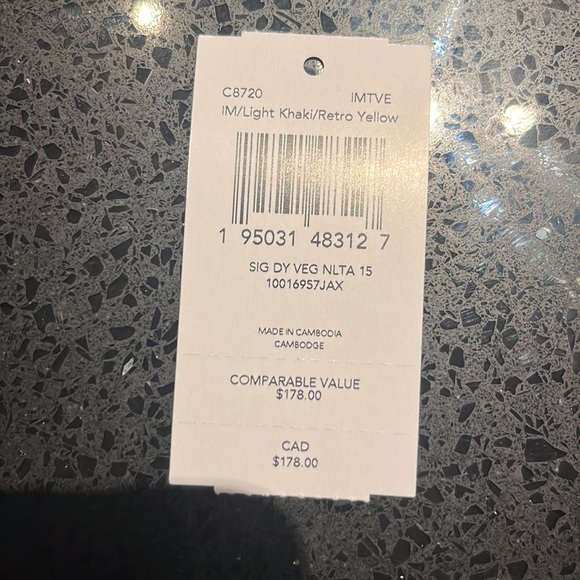 C8720 IMTVE
IM/Light Khaki/Retro Yellow
1 95031 48312 7
SIG DY VEG NLTA 15
10016957JAX
MADE IN CAMBODIA
CAMBODGE
COMPARABLE VALUE
$178.00
CAD
$178.00